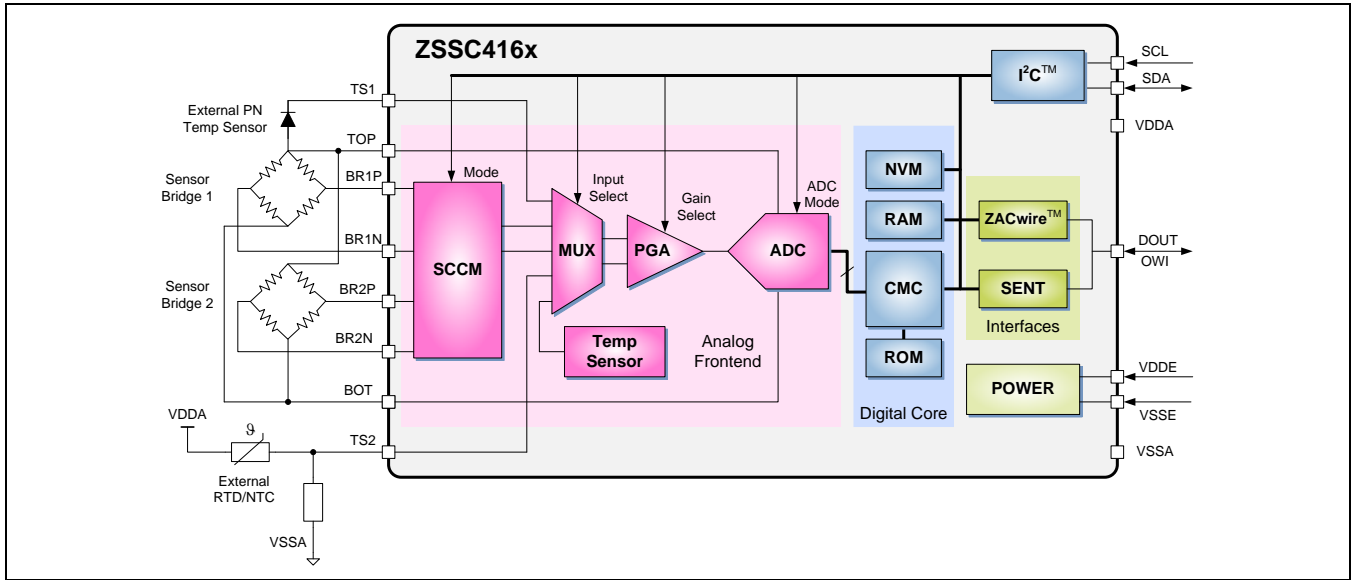 ZSSC416x
I²C™
SCL
SDA
VDDA
TS1
External PN
Temp Sensor
TOP
Sensor
Bridge 1
BR1P
BR1N
Sensor
Bridge 2
BR2P
BR2N
BOT
VDDA
ϑ
TS2
External
RTD/NTC
VSSA
Mode
SCCM
Input
Select
MUX
Gain
Select
PGA
ADC
Mode
ADC
Temp
Sensor
Analog
Frontend
NVM
RAM
CMC
ROM
Digital Core
ZACwire™
SENT
Interfaces
DOUT
OWI
POWER
VDDE
VSSE
VSSA